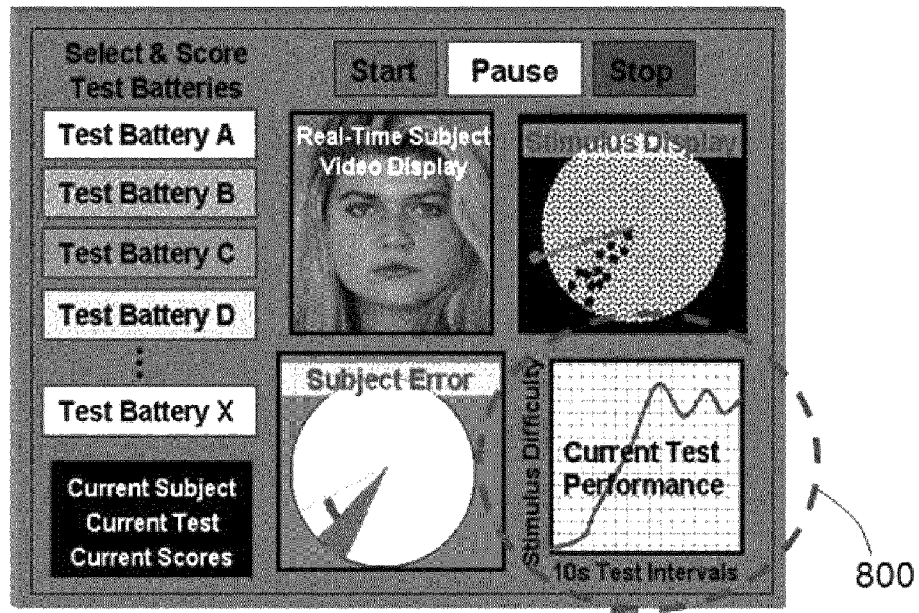 Select & Score
Test Batteries
Start
Pause
Stop
Test Battery A
Test Battery B
Test Battery C
Test Battery D
Test Battery X
Current Subject
Current Test
Current Scores
Real-Time Subject
Video Display
Stimulus Display
Subject Error
Stimulus Difficulty
Current Test
Performance
10s Test Intervals
800